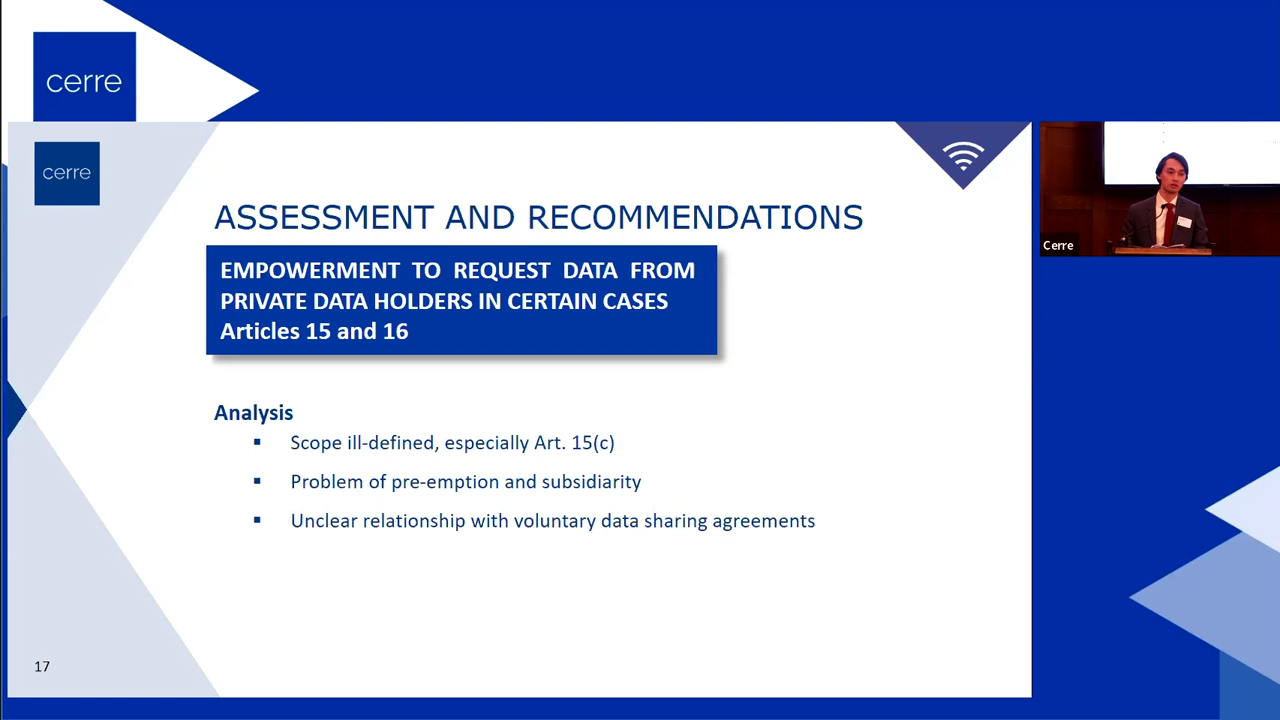 cerre
cerre
ASSESSMENT AND RECOMMENDATIONS
EMPOWERMENT TO REQUEST DATA FROM
PRIVATE DATA HOLDERS IN CERTAIN CASES
Articles 15 and 16
Analysis
Scope ill-defined, especially Art. 15(c)
Problem of pre-emption and subsidiarity
Unclear relationship with voluntary data sharing agreements
17
Cerre